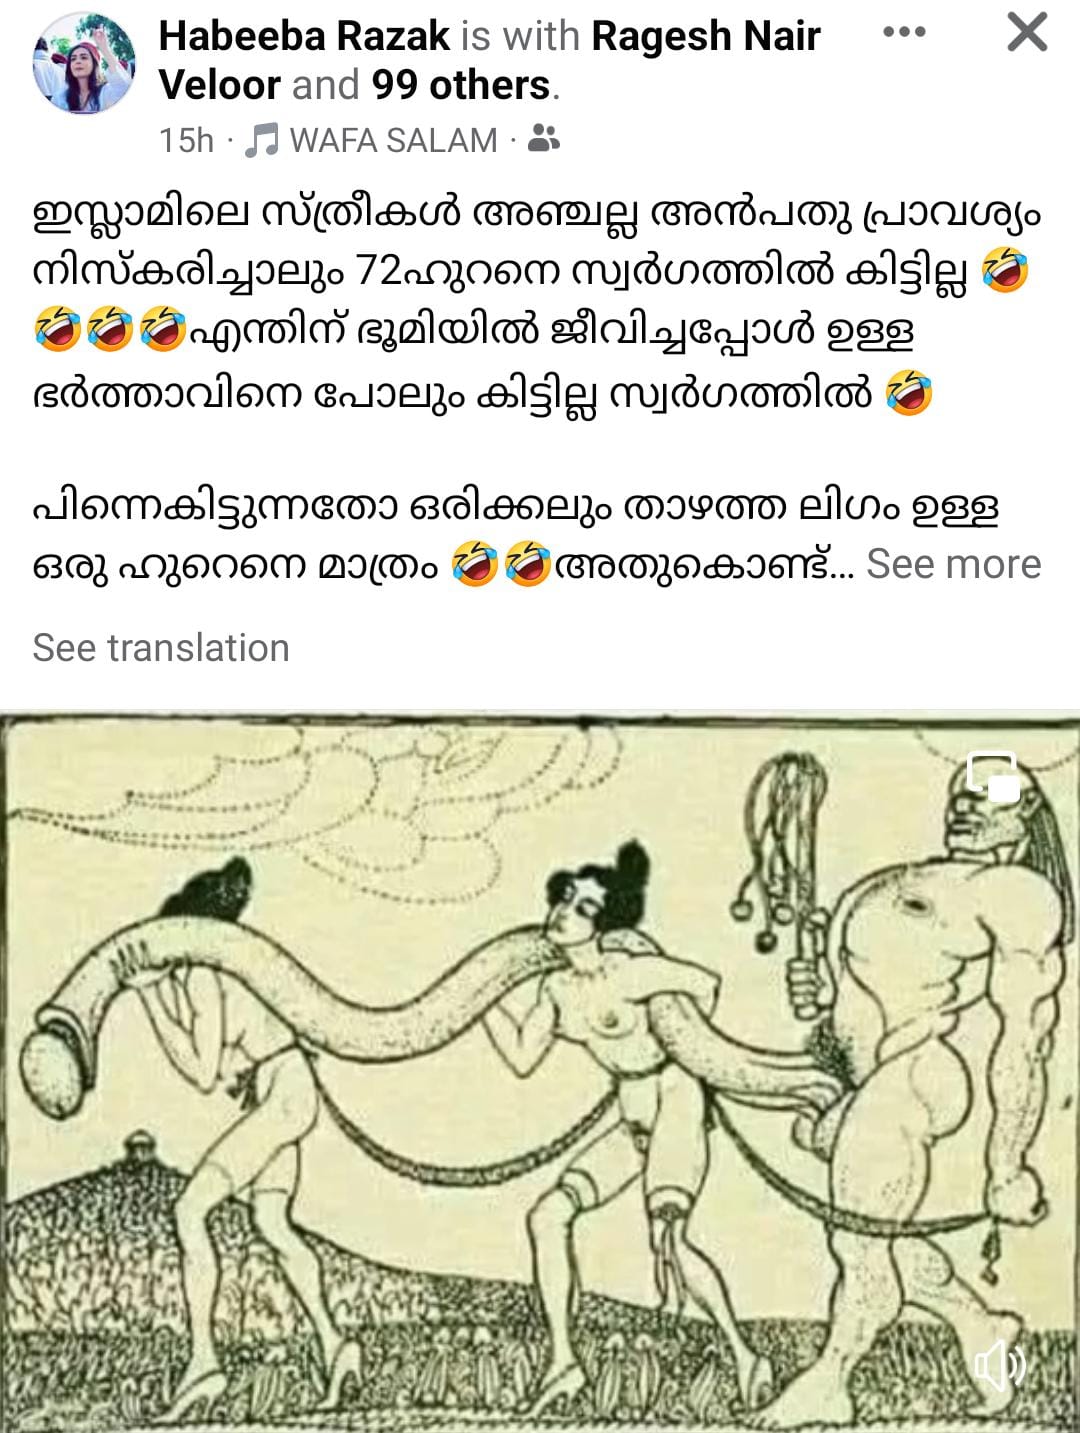 Habeeba Razak is with Ragesh Nair
Veloor and 99 others.
15h · WAFA SALAM ·
ഇസ്ലാമിലെ സ്ത്രീകൾ അഞ്ചല്ല അൻപതു പ്രാവശ്യം
നിസ്കരിച്ചാലും 72ഹുറനെ സ്വർഗത്തിൽ കിട്ടില്ല 🤣
🤣🤣🤣എന്തിന് ഭൂമിയിൽ ജീവിച്ചപ്പോൾ ഉള്ള
ഭർത്താവിനെ പോലും കിട്ടില്ല സ്വർഗത്തിൽ 🤣
പിന്നെകിട്ടുന്നതോ ഒരിക്കലും താഴത്ത ലിഗം ഉള്ള
ഒരു ഹുറെനെ മാത്രം 🤣🤣അതുകൊണ്ട്... See more
See translation